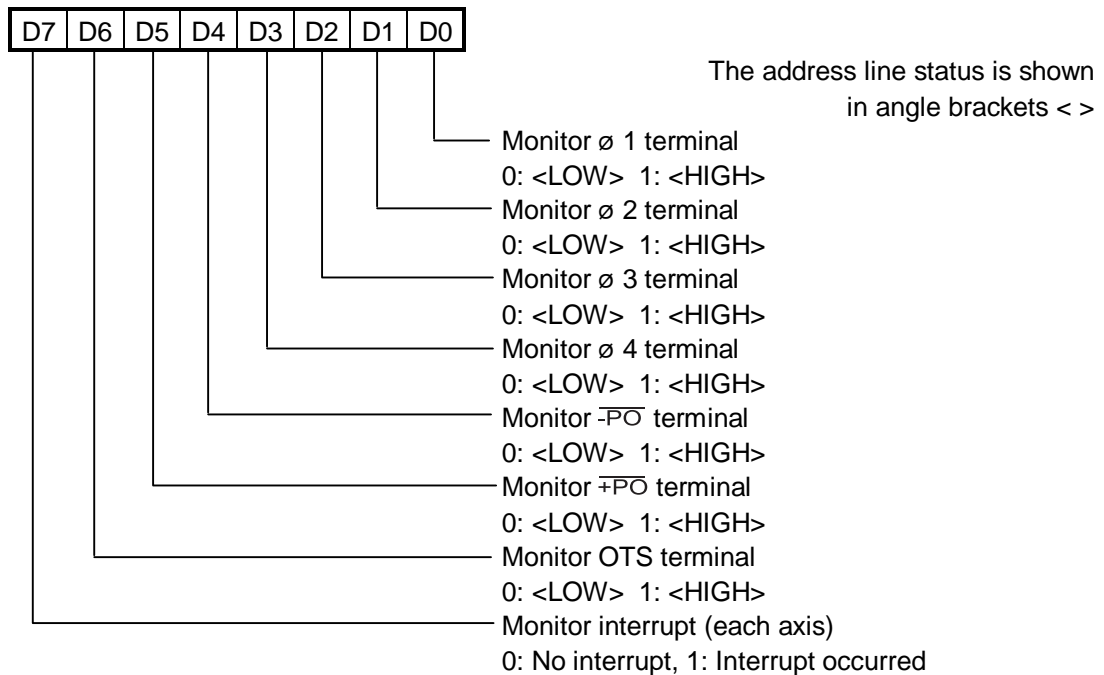 D7 D6 D5 D4 D3 D2 D1 D0
The address line status is shown
in angle brackets < >
Monitor ø 1 terminal
0: <LOW> 1: <HIGH>
Monitor ø 2 terminal
0: <LOW> 1: <HIGH>
Monitor ø 3 terminal
0: <LOW> 1: <HIGH>
Monitor ø 4 terminal
0: <LOW> 1: <HIGH>
Monitor -P̅O̅ terminal
0: <LOW> 1: <HIGH>
Monitor +P̅O̅ terminal
0: <LOW> 1: <HIGH>
Monitor OTS terminal
0: <LOW> 1: <HIGH>
Monitor interrupt (each axis)
0: No interrupt, 1: Interrupt occurred